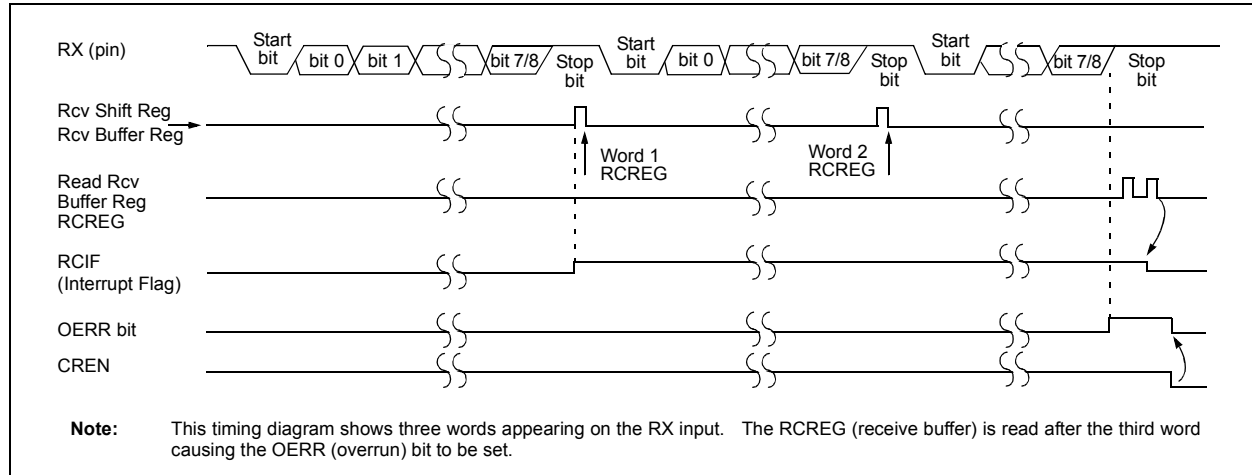 RX (pin)
Start bit
bit 0
bit 1
bit 7/8
Stop bit
Start bit
bit 0
bit 7/8
Stop bit
Start bit
bit 7/8
Stop bit
Rcv Shift Reg
Rcv Buffer Reg
Word 1
RCREG
Word 2
RCREG
Read Rcv
Buffer Reg
RCREG
RCIF
(Interrupt Flag)
OERR bit
CREN
Note: This timing diagram shows three words appearing on the RX input. The RCREG (receive buffer) is read after the third word
causing the OERR (overrun) bit to be set.